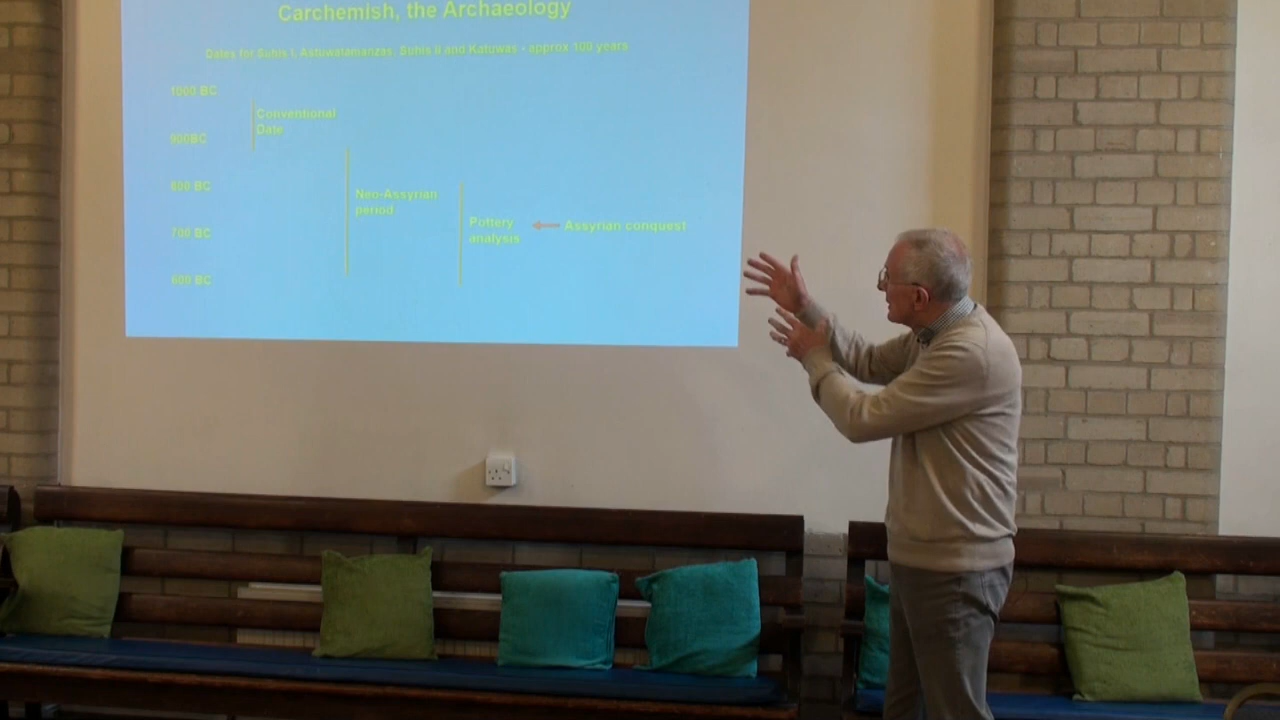 Carchemish, the Archaeology
Dates for Suhis I, Astuwatamanzas, Suhis II and Katuwas - approx 100 years
1000 BC
Conventional
Date
900BC
800 BC
Neo-Assyrian
period
700 BC
Pottery
analysis
Assyrian conquest
600 BC